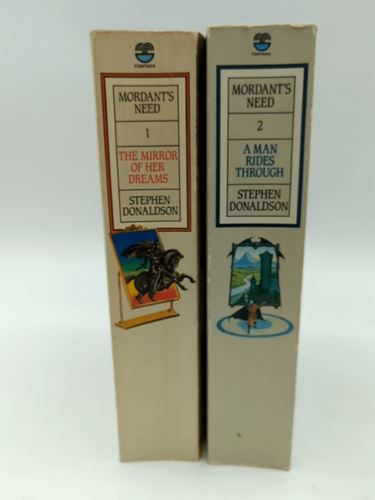 FONTANA
MORDANT'S
NEED
1
THE MIRROR
OF HER
DREAMS
STEPHEN
DONALDSON
FONTANA
MORDANT'S
NEED
2
A MAN
RIDES
THROUGH
STEPHEN
DONALDSON